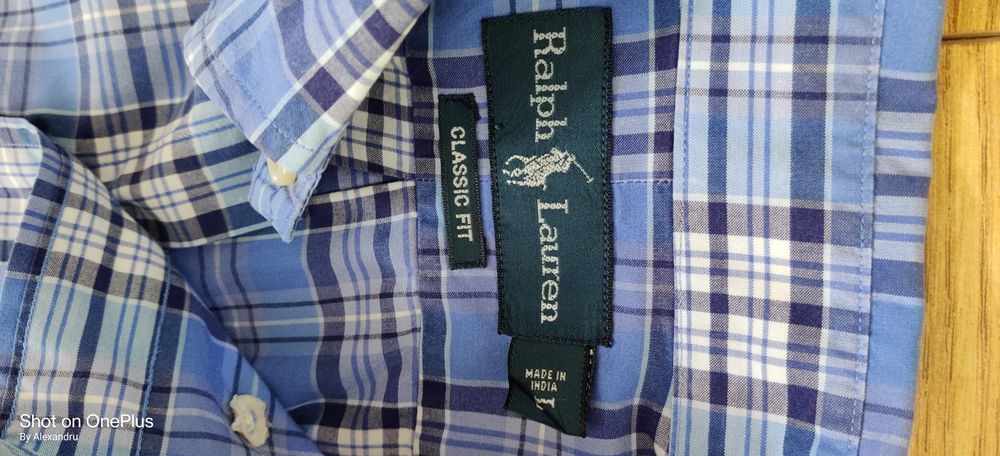 Ralph Lauren
CLASSIC FIT
MADE IN
INDIA
L
Shot on OnePlus
By Alexandru